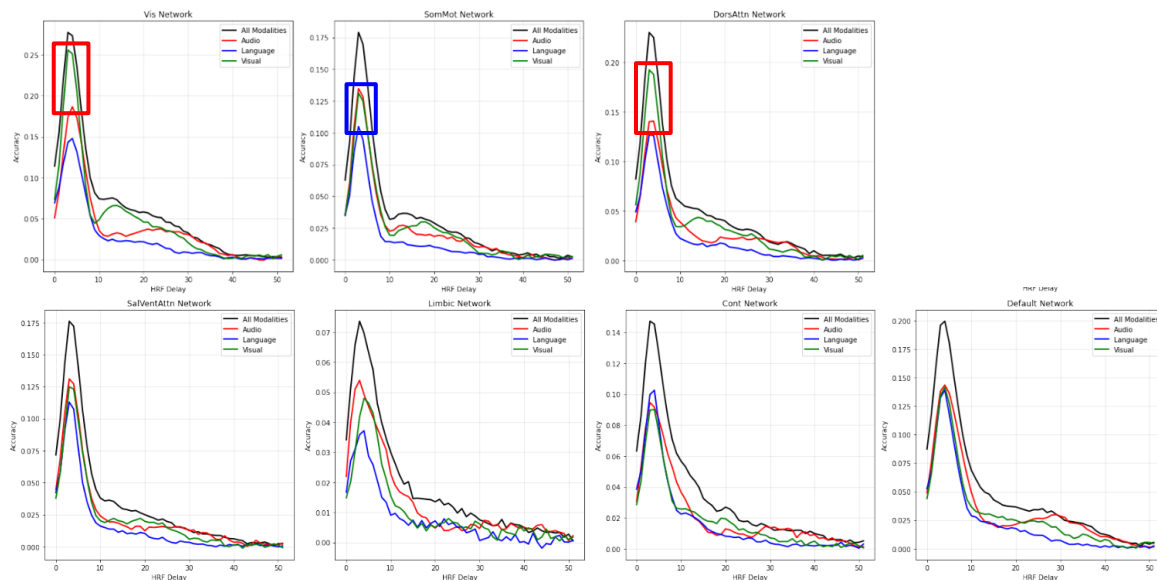 Vis Network
All Modalities
Audio
Language
Visual
0.25
0.20
0.15
0.10
0.05
0.00
Accuracy
0 10 20 30 40 50
HRF Delay
SomMot Network
All Modalities
Audio
Language
Visual
0.175
0.150
0.125
0.100
0.075
0.050
0.025
0.000
Accuracy
0 10 20 30 40 50
HRF Delay
DorsAttn Network
All Modalities
Audio
Language
Visual
0.20
0.15
0.10
0.05
0.00
Accuracy
0 10 20 30 40 50
HRF Delay
HRF Delay
SalVentAttn Network
All Modalities
Audio
Language
Visual
0.175
0.150
0.125
0.100
0.075
0.050
0.025
0.000
Accuracy
0 10 20 30 40 50
HRF Delay
Limbic Network
All Modalities
Audio
Language
Visual
0.07
0.06
0.05
0.04
0.03
0.02
0.01
0.00
Accuracy
0 10 20 30 40 50
HRF Delay
Cont Network
All Modalities
Audio
Language
Visual
0.14
0.12
0.10
0.08
0.06
0.04
0.02
0.00
Accuracy
0 10 20 30 40 50
HRF Delay
Default Network
All Modalities
Audio
Language
Visual
0.200
0.175
0.150
0.125
0.100
0.075
0.050
0.025
0.000
Accuracy
0 10 20 30 40 50
HRF Delay